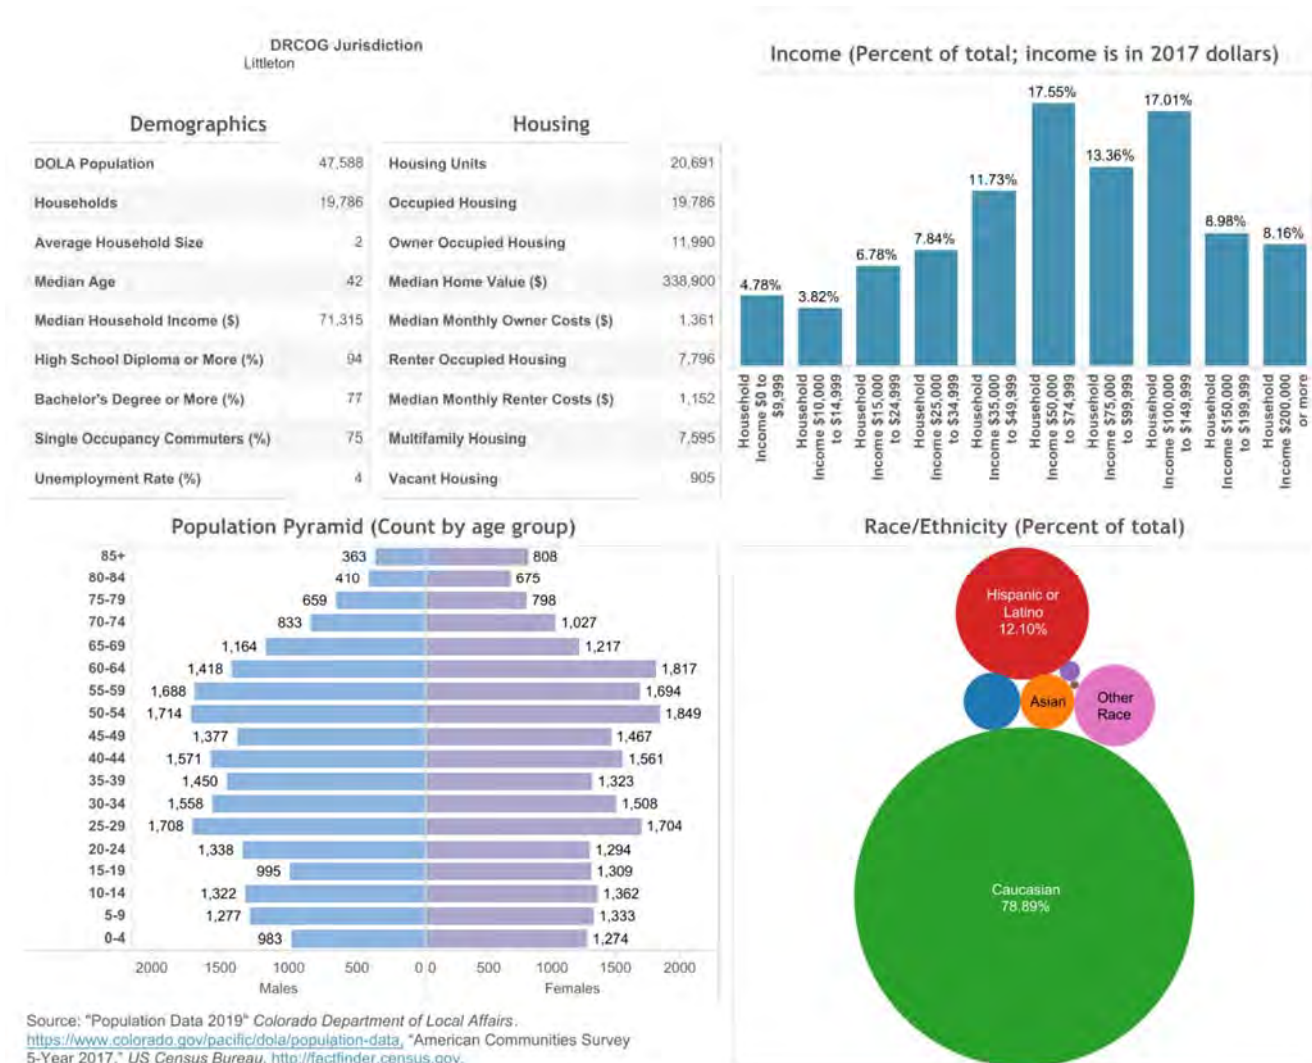 DRCOG Jurisdiction
Littleton
Demographics
DOLA Population 47,588
Households 19,786
Average Household Size 2
Median Age 42
Median Household Income ($) 71,315
High School Diploma or More (%) 94
Bachelor's Degree or More (%) 77
Single Occupancy Commuters (%) 75
Unemployment Rate (%) 4
Housing
Housing Units 20,691
Occupied Housing 19,786
Owner Occupied Housing 11,990
Median Home Value ($) 338,900
Median Monthly Owner Costs ($) 1,361
Renter Occupied Housing 7,796
Median Monthly Renter Costs ($) 1,152
Multifamily Housing 7,595
Vacant Housing 905
Income (Percent of total; income is in 2017 dollars)
4.78%
3.82%
6.78%
7.84%
11.73%
17.55%
13.36%
17.01%
8.98%
8.16%
Household
Income $0 to
$9,999
Household
Income $10,000
to $14,999
Household
Income $15,000
to $24,999
Household
Income $25,000
to $34,999
Household
Income $35,000
to $49,999
Household
Income $50,000
to $74,999
Household
Income $75,000
to $99,999
Household
Income $100,000
to $149,999
Household
Income $150,000
to $199,999
Household
Income $200,000
or more
Population Pyramid (Count by age group)
85+ 363 808
80-84 410 675
75-79 659 798
70-74 833 1,027
65-69 1,164 1,217
60-64 1,418 1,817
55-59 1,688 1,694
50-54 1,714 1,849
45-49 1,377 1,467
40-44 1,571 1,561
35-39 1,450 1,323
30-34 1,558 1,508
25-29 1,708 1,704
20-24 1,338 1,294
15-19 995 1,309
10-14 1,322 1,362
5-9 1,277 1,333
0-4 983 1,274
2000 1500 1000 500 0 0 500 1000 1500 2000
Males Females
Race/Ethnicity (Percent of total)
Hispanic or
Latino
12.10%
Asian
Other
Race
Caucasian
78.89%
Source: "Population Data 2019" Colorado Department of Local Affairs.
https://www.colorado.gov/pacific/dola/population-data, "American Communities Survey
5-Year 2017." US Census Bureau, http://factfinder.census.gov.